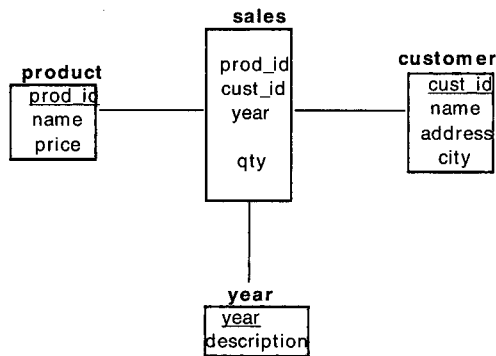 sales
prod_id
cust_id
year
qty
product
prod_id
name
price
customer
cust_id
name
address
city
year
year
description